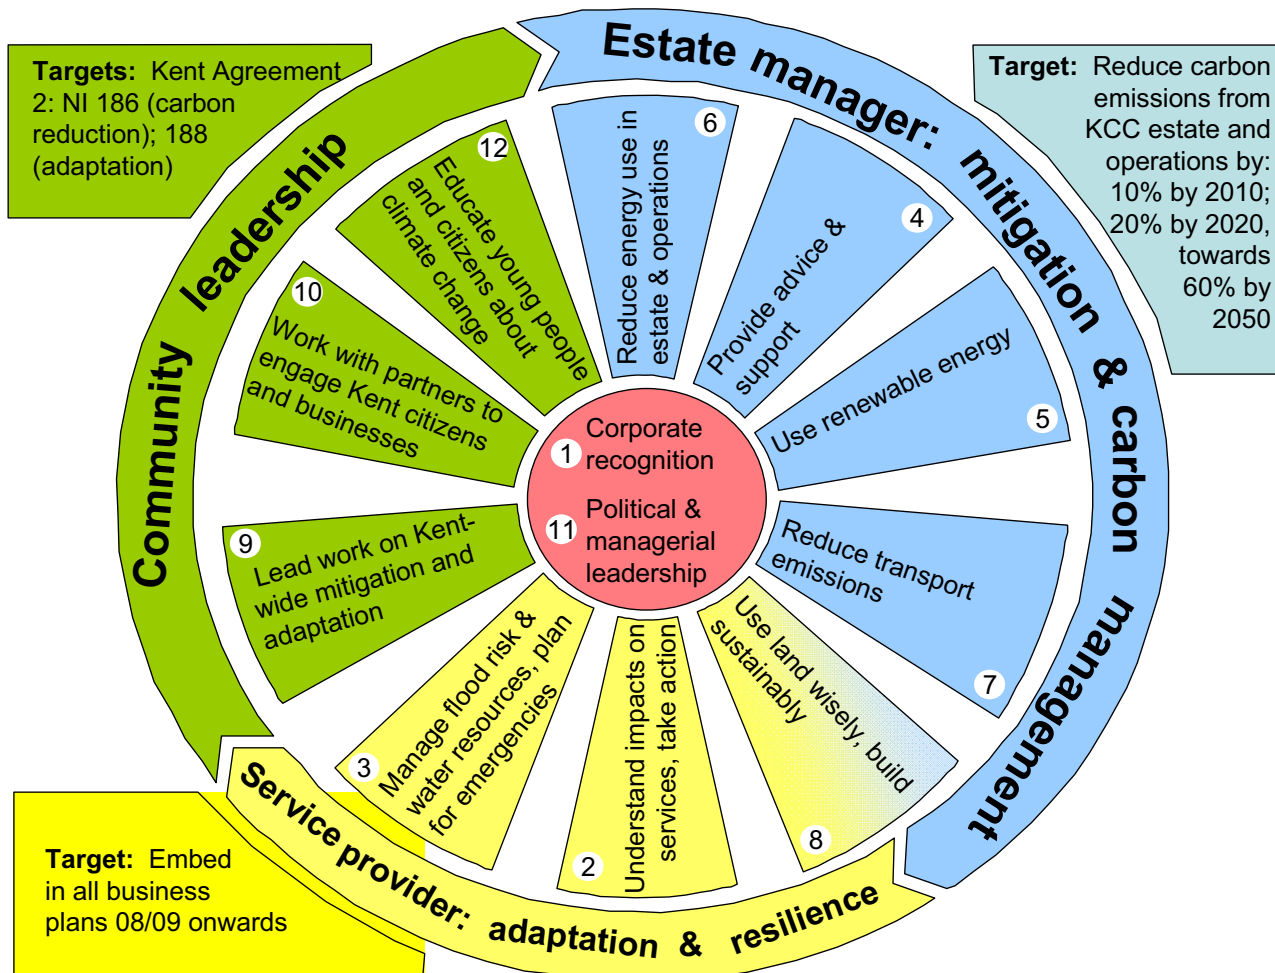 Targets: Kent Agreement
2: NI 186 (carbon
reduction); 188
(adaptation)
Community leadership
Estate manager: mitigation & carbon management
Target: Reduce carbon
emissions from
KCC estate and
operations by:
10% by 2010;
20% by 2020,
towards
60% by
2050
12
Educate young people
and citizens about
climate change
6
Reduce energy use in
estate & operations
4
Provide advice &
support
10
Work with partners to
engage Kent citizens
and businesses
5
Use renewable energy
1
Corporate
recognition
11
Political &
managerial
leadership
9
Lead work on Kent-
wide mitigation and
adaptation
7
Reduce transport
emissions
3
Manage flood risk &
water resources, plan
for emergencies
2
Understand impacts on
services, take action
8
Use land wisely, build
sustainably
Service provider: adaptation & resilience
Target: Embed
in all business
plans 08/09 onwards